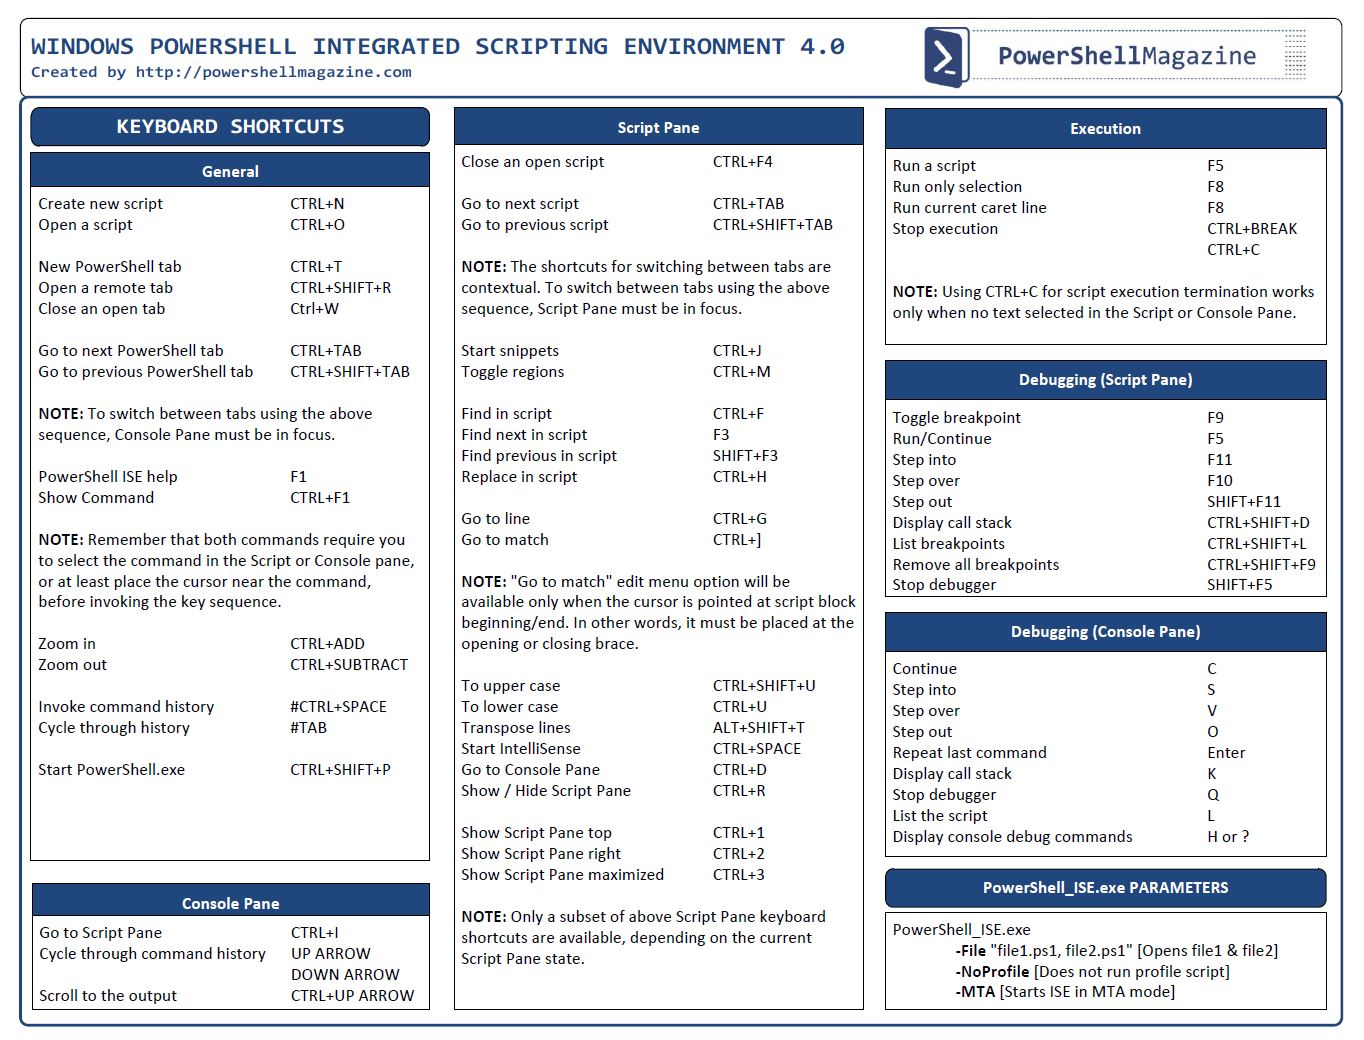 WINDOWS POWERSHELL INTEGRATED SCRIPTING ENVIRONMENT 4.0
Created by http://powershellmagazine.com
PowerShellMagazine
KEYBOARD SHORTCUTS
General
Create new script CTRL+N
Open a script CTRL+O
New PowerShell tab CTRL+T
Open a remote tab CTRL+SHIFT+R
Close an open tab Ctrl+W
Go to next PowerShell tab CTRL+TAB
Go to previous PowerShell tab CTRL+SHIFT+TAB
NOTE: To switch between tabs using the above
sequence, Console Pane must be in focus.
PowerShell ISE help F1
Show Command CTRL+F1
NOTE: Remember that both commands require you
to select the command in the Script or Console pane,
or at least place the cursor near the command,
before invoking the key sequence.
Zoom in CTRL+ADD
Zoom out CTRL+SUBTRACT
Invoke command history #CTRL+SPACE
Cycle through history #TAB
Start PowerShell.exe CTRL+SHIFT+P
Console Pane
Go to Script Pane CTRL+I
Cycle through command history UP ARROW
DOWN ARROW
Scroll to the output CTRL+UP ARROW
Script Pane
Close an open script CTRL+F4
Go to next script CTRL+TAB
Go to previous script CTRL+SHIFT+TAB
NOTE: The shortcuts for switching between tabs are
contextual. To switch between tabs using the above
sequence, Script Pane must be in focus.
Start snippets CTRL+J
Toggle regions CTRL+M
Find in script CTRL+F
Find next in script F3
Find previous in script SHIFT+F3
Replace in script CTRL+H
Go to line CTRL+G
Go to match CTRL+]
NOTE: "Go to match" edit menu option will be
available only when the cursor is pointed at script block
beginning/end. In other words, it must be placed at the
opening or closing brace.
To upper case CTRL+SHIFT+U
To lower case CTRL+U
Transpose lines ALT+SHIFT+T
Start IntelliSense CTRL+SPACE
Go to Console Pane CTRL+D
Show / Hide Script Pane CTRL+R
Show Script Pane top CTRL+1
Show Script Pane right CTRL+2
Show Script Pane maximized CTRL+3
NOTE: Only a subset of above Script Pane keyboard
shortcuts are available, depending on the current
Script Pane state.
Execution
Run a script F5
Run only selection F8
Run current caret line F8
Stop execution CTRL+BREAK
CTRL+C
NOTE: Using CTRL+C for script execution termination works
only when no text selected in the Script or Console Pane.
Debugging (Script Pane)
Toggle breakpoint F9
Run/Continue F5
Step into F11
Step over F10
Step out SHIFT+F11
Display call stack CTRL+SHIFT+D
List breakpoints CTRL+SHIFT+L
Remove all breakpoints CTRL+SHIFT+F9
Stop debugger SHIFT+F5
Debugging (Console Pane)
Continue C
Step into S
Step over V
Step out O
Repeat last command Enter
Display call stack K
Stop debugger Q
List the script L
Display console debug commands H or ?
PowerShell_ISE.exe PARAMETERS
PowerShell_ISE.exe
-File "file1.ps1, file2.ps1" [Opens file1 & file2]
-NoProfile [Does not run profile script]
-MTA [Starts ISE in MTA mode]